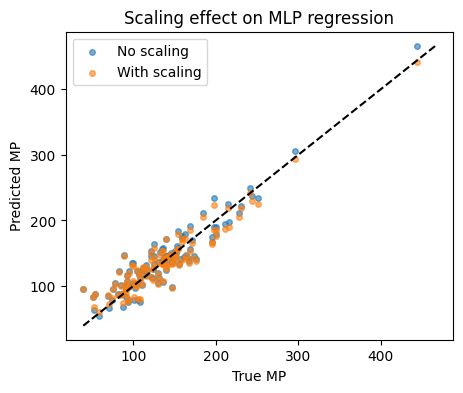 Scaling effect on MLP regression
No scaling
With scaling
400
300
200
100
Predicted MP
100
200
300
400
True MP